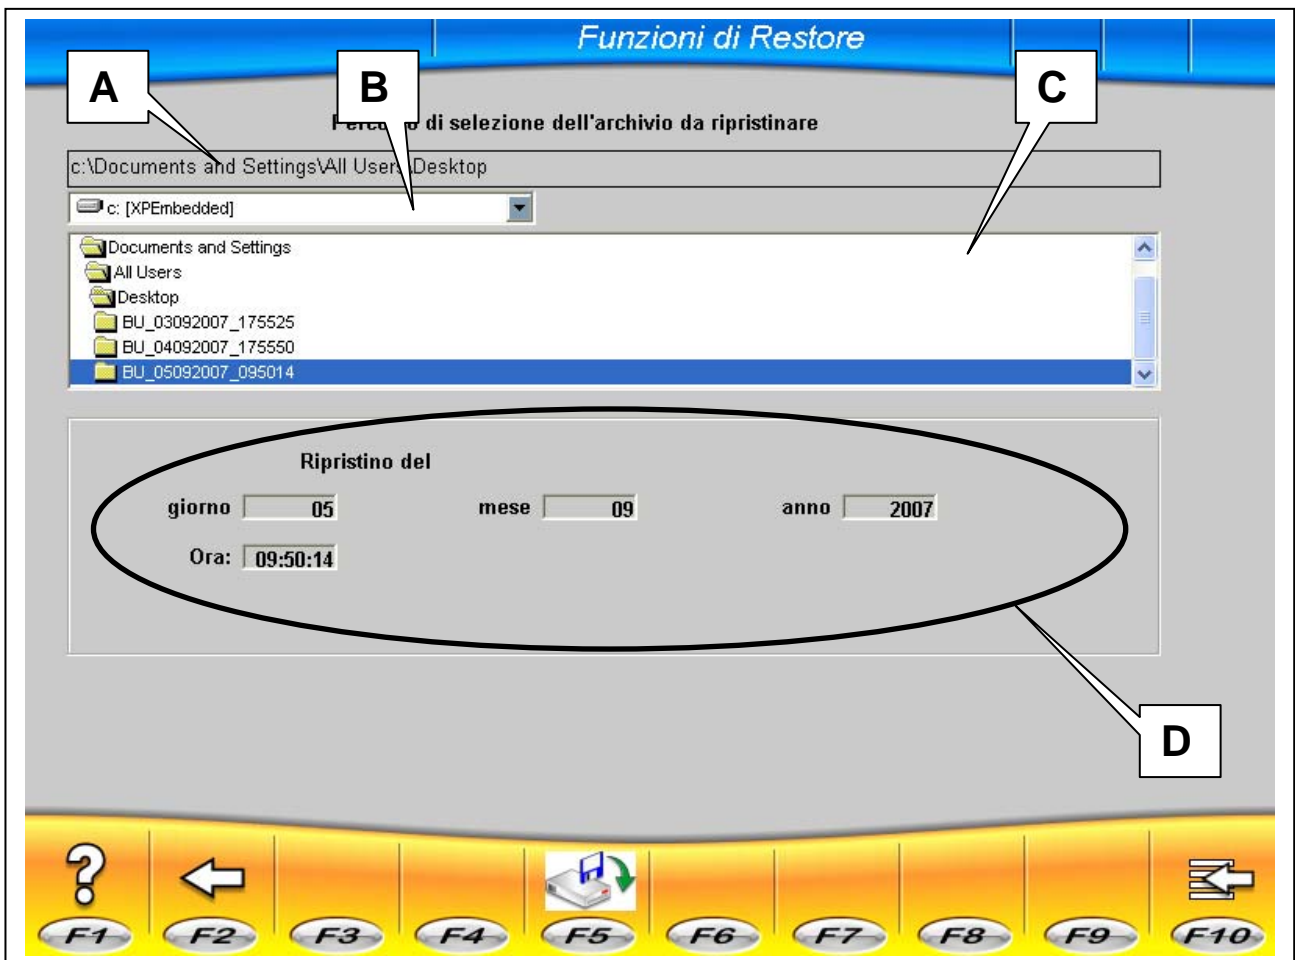 Funzioni di Restore
A
B
C
Percorso di selezione dell'archivio da ripristinare
c:\Documents and Settings\All Users\Desktop
c: [XPEmbedded]
Documents and Settings
All Users
Desktop
BU_03092007_175525
BU_04092007_175550
BU_05092007_095014
Ripristino del
giorno 05 mese 09 anno 2007
Ora: 09:50:14
D
?
F1 F2 F3 F4 F5 F6 F7 F8 F9 F10